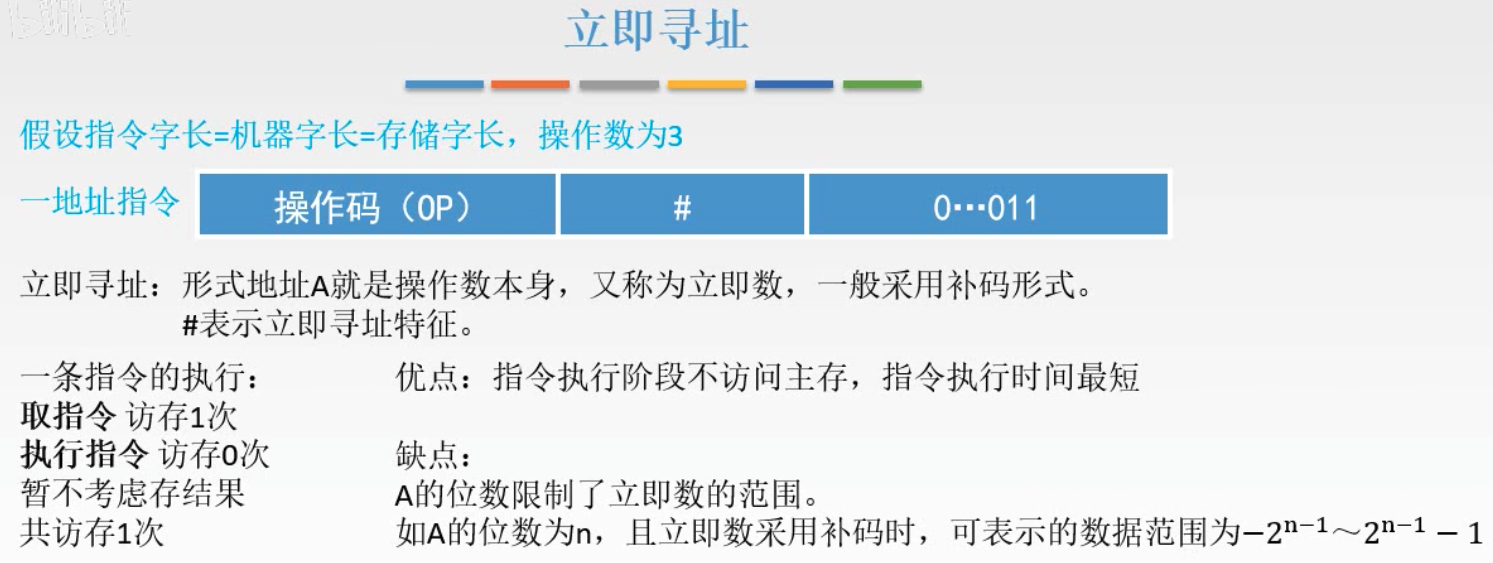 立即寻址
假设指令字长=机器字长=存储字长，操作数为3
一地址指令 操作码（OP） # 0…011
立即寻址：形式地址A就是操作数本身，又称为立即数，一般采用补码形式。
#表示立即寻址特征。
一条指令的执行： 优点：指令执行阶段不访问主存，指令执行时间最短
取指令 访存1次
执行指令 访存0次 缺点：
暂不考虑存结果 A的位数限制了立即数的范围。
共访存1次 如A的位数为n，且立即数采用补码时，可表示的数据范围为−2ⁿ⁻¹～2ⁿ⁻¹ − 1